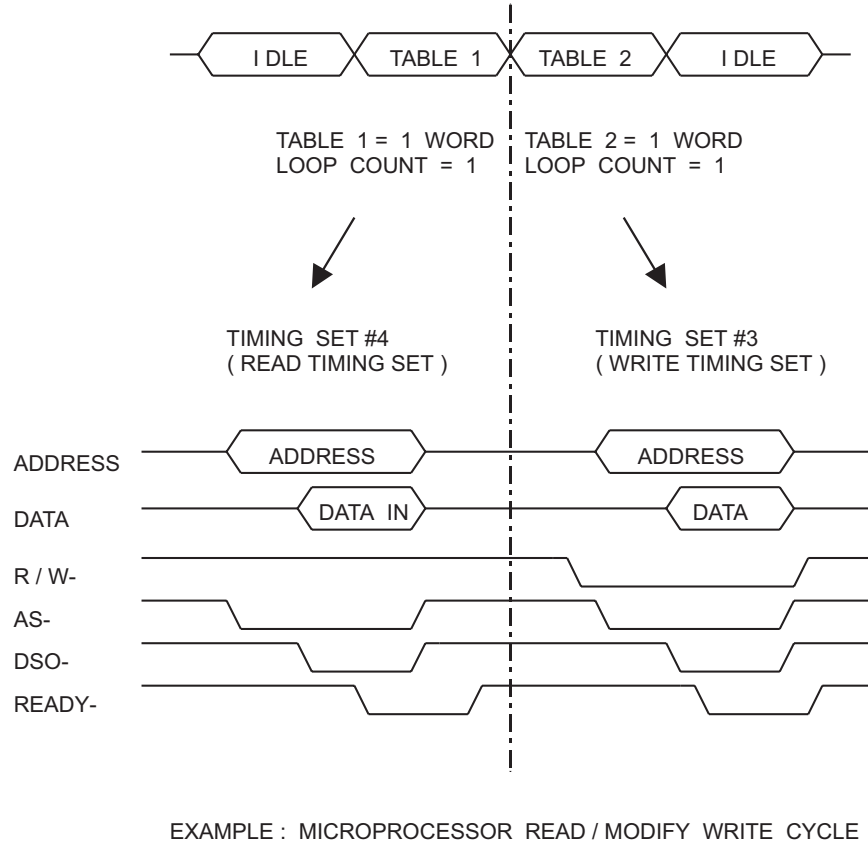 I DLE TABLE 1 TABLE 2 I DLE
TABLE 1 = 1 WORD
LOOP COUNT = 1
TABLE 2 = 1 WORD
LOOP COUNT = 1
TIMING SET #4
( READ TIMING SET )
TIMING SET #3
( WRITE TIMING SET )
ADDRESS ADDRESS ADDRESS
DATA DATA IN DATA
R / W-
AS-
DSO-
READY-
EXAMPLE : MICROPROCESSOR READ / MODIFY WRITE CYCLE